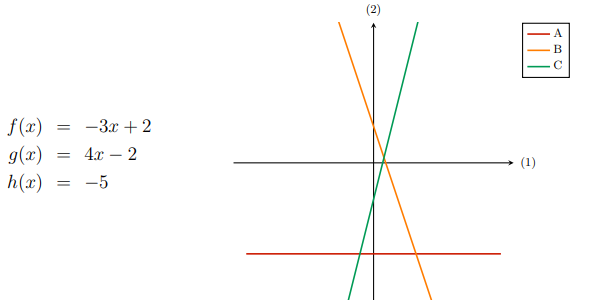 f(x) = −3x + 2
g(x) = 4x − 2
h(x) = −5
(2)
(1)
A
B
C